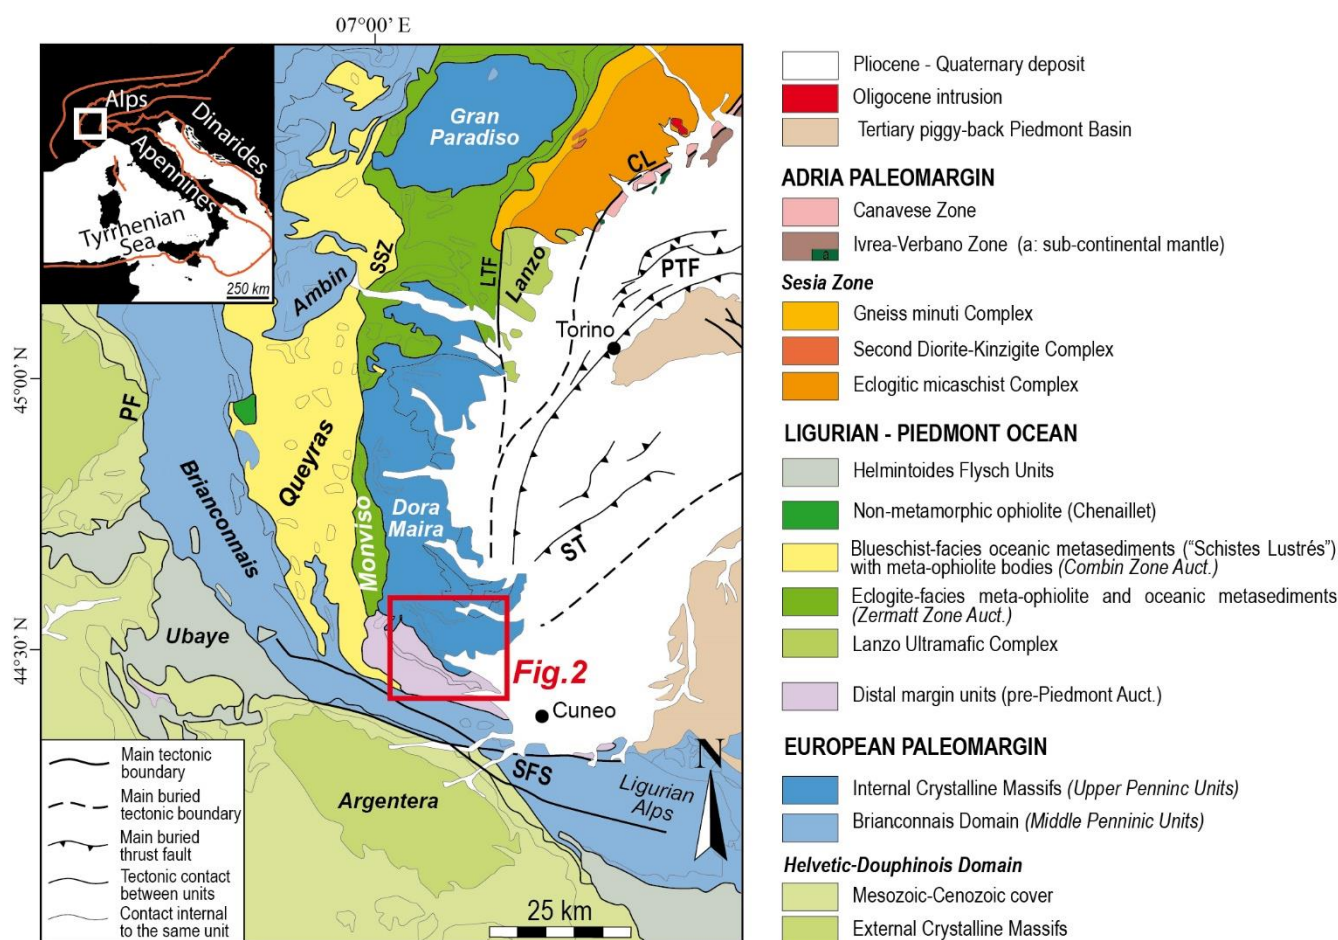 07°00' E
Alps
Dinarides
Apennines
Tyrrhenian
Sea
250 km
Gran
Paradiso
CL
SSZ
Ambin
LTF
Lanzo
PTF
Torino
45°00' N
PF
Queyras
Brianconnais
Monviso
Dora
Maira
ST
Ubaye
44°30' N
Fig.2
Cuneo
N
SFS
Ligurian
Alps
Argentera
25 km
Main tectonic
boundary
Main buried
tectonic boundary
Main buried
thrust fault
Tectonic contact
between units
Contact internal
to the same unit
Pliocene - Quaternary deposit
Oligocene intrusion
Tertiary piggy-back Piedmont Basin
ADRIA PALEOMARGIN
Canavese Zone
Ivrea-Verbano Zone (a: sub-continental mantle)
a
Sesia Zone
Gneiss minuti Complex
Second Diorite-Kinzigite Complex
Eclogitic micaschist Complex
LIGURIAN - PIEDMONT OCEAN
Helmintoides Flysch Units
Non-metamorphic ophiolite (Chenaillet)
Blueschist-facies oceanic metasediments (“Schistes Lustrés”)
with meta-ophiolite bodies (Combin Zone Auct.)
Eclogite-facies meta-ophiolite and oceanic metasediments
(Zermatt Zone Auct.)
Lanzo Ultramafic Complex
Distal margin units (pre-Piedmont Auct.)
EUROPEAN PALEOMARGIN
Internal Crystalline Massifs (Upper Penninc Units)
Brianconnais Domain (Middle Penninic Units)
Helvetic-Douphinois Domain
Mesozoic-Cenozoic cover
External Crystalline Massifs